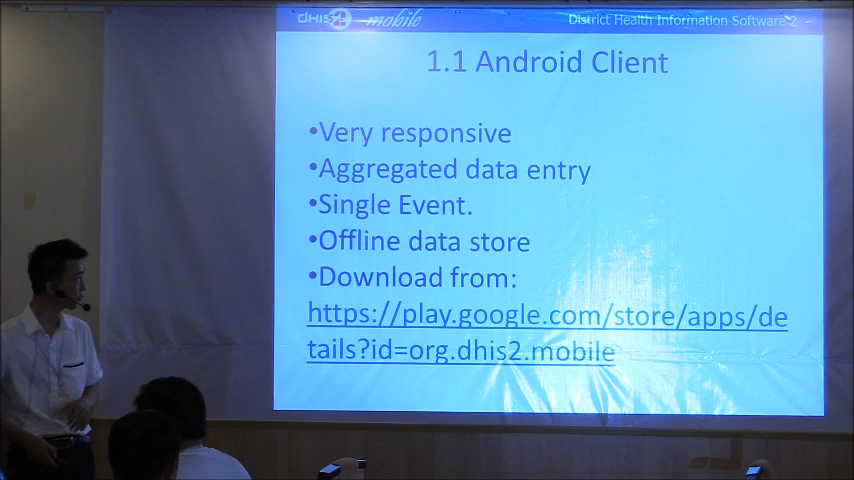 dhis2 mobile District Health Information Software 2
1.1 Android Client
•Very responsive
•Aggregated data entry
•Single Event.
•Offline data store
•Download from:
https://play.google.com/store/apps/de
tails?id=org.dhis2.mobile